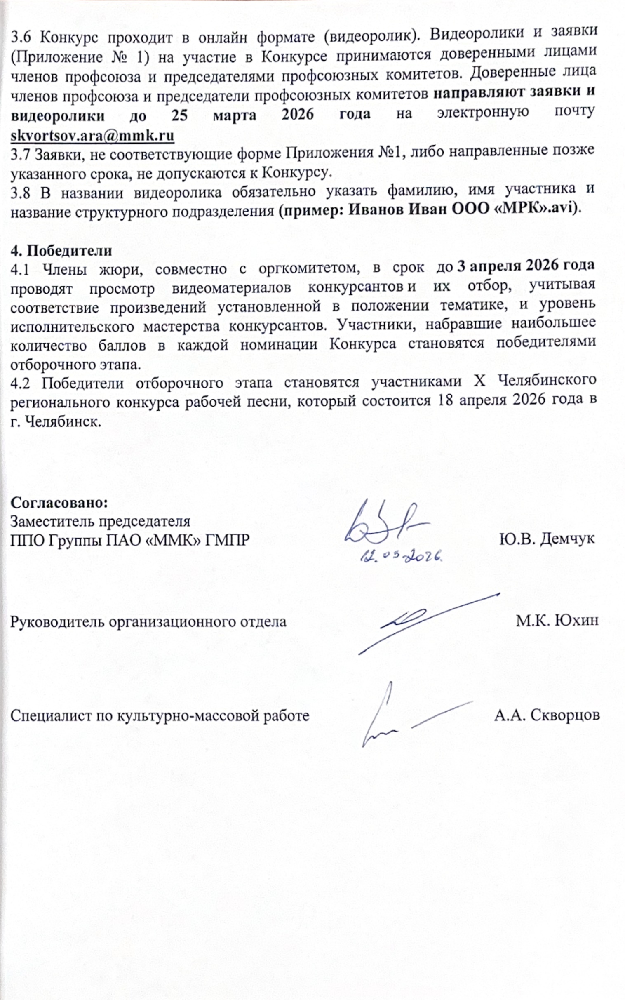 3.6 Конкурс проходит в онлайн формате (видеоролик). Видеоролики и заявки
(Приложение № 1) на участие в Конкурсе принимаются доверенными лицами
членов профсоюза и председателями профсоюзных комитетов. Доверенные лица
членов профсоюза и председатели профсоюзных комитетов направляют заявки и
видеоролики до 25 марта 2026 года на электронную почту
skvortsov.ara@mmk.ru
3.7 Заявки, не соответствующие форме Приложения №1, либо направленные позже
указанного срока, не допускаются к Конкурсу.
3.8 В названии видеоролика обязательно указать фамилию, имя участника и
название структурного подразделения (пример: Иванов Иван ООО «МРК».avi).
4. Победители
4.1 Члены жюри, совместно с оргкомитетом, в срок до 3 апреля 2026 года
проводят просмотр видеоматериалов конкурсантов и их отбор, учитывая
соответствие произведений установленной в положении тематике, и уровень
исполнительского мастерства конкурсантов. Участники, набравшие наибольшее
количество баллов в каждой номинации Конкурса становятся победителями
отборочного этапа.
4.2 Победители отборочного этапа становятся участниками X Челябинского
регионального конкурса рабочей песни, который состоится 18 апреля 2026 года в
г. Челябинск.
Согласовано:
Заместитель председателя
ППО Группы ПАО «ММК» ГМПР Ю.В. Демчук
12.03.2026.
Руководитель организационного отдела М.К. Юхин
Специалист по культурно-массовой работе А.А. Скворцов